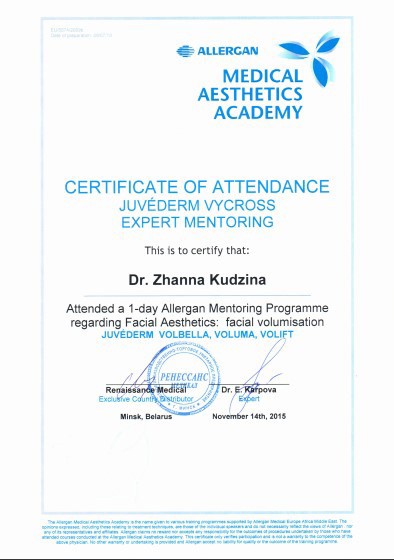 ALLERGAN
MEDICAL
AESTHETICS
ACADEMY
CERTIFICATE OF ATTENDANCE
JUVÉDERM VYCROSS
EXPERT MENTORING
This is to certify that:
Dr. Zhanna Kudzina
Attended a 1-day Allergan Mentoring Programme
regarding Facial Aesthetics: facial volumisation
JUVÉDERM VOLBELLA, VOLUMA, VOLIFT
РЕНЕССАНС
Renaissance Medical Dr. E. Karpova
Exclusive Country Distributor Expert
Minsk, Belarus November 14th, 2015
The Allergan Medical Aesthetics Academy is the name given to various training programmes supported by Allergan Medical Europe Africa Middle East. The
opinions expressed, including those relating to treatment techniques, are those of the individual speakers and do not necessarily reflect the views of Allergan, nor
any of its representatives and affiliates. Allergan claims no reward nor accepts any responsibility for the outcomes of procedures undertaken by those who have
attended courses conducted at the Allergan Medical Aesthetics Academy. This certificate only verifies participation and is not a warranty to the competence of the
above physician. No other warranty or undertaking is provided and Allergan accept no liability for quality or the outcome of the training programme.